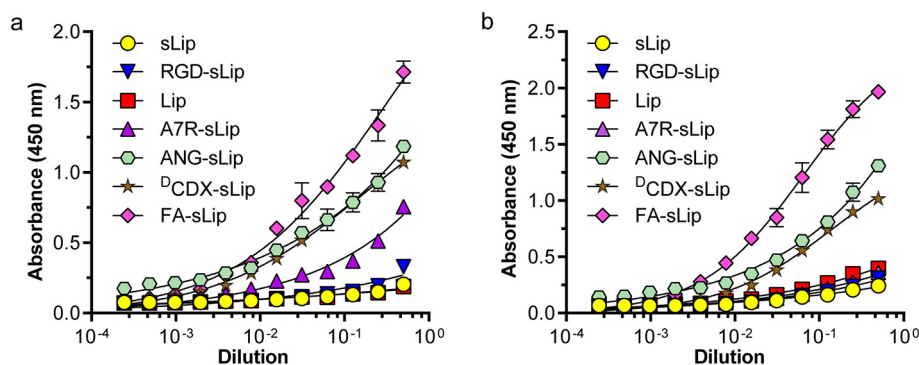 a
2.0
1.5
1.0
0.5
0.0
Absorbance (450 nm)
sLip
RGD-sLip
Lip
A7R-sLip
ANG-sLip
ᴰCDX-sLip
FA-sLip
10⁻⁴ 10⁻³ 10⁻² 10⁻¹ 10⁰
Dilution
b
2.5
2.0
1.5
1.0
0.5
0.0
Absorbance (450 nm)
sLip
RGD-sLip
Lip
A7R-sLip
ANG-sLip
ᴰCDX-sLip
FA-sLip
10⁻⁴ 10⁻³ 10⁻² 10⁻¹ 10⁰
Dilution